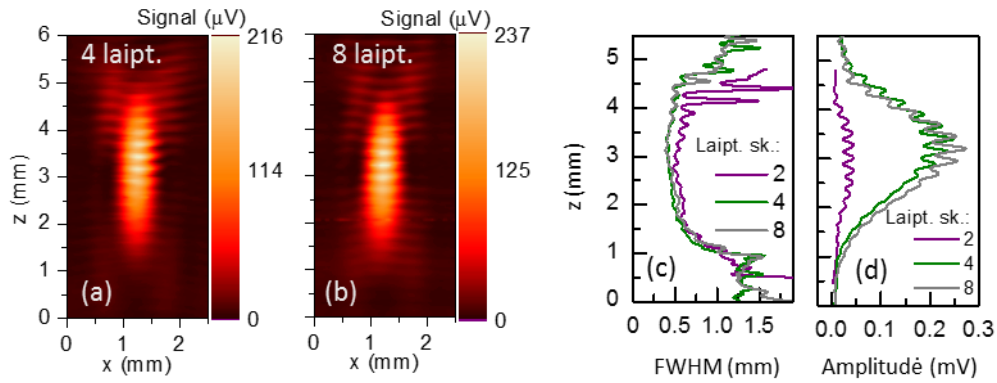 Signal (μV)
216
114
0
4 laipt.
(a)
6
5
4
3
2
1
0
z (mm)
0
2
x (mm)
Signal (μV)
237
125
0
8 laipt.
(b)
0
2
x (mm)
5
4
3
2
1
0
z (mm)
Laipt. sk.:
2
4
8
(c)
0.0
0.5
1.0
1.5
FWHM (mm)
Laipt. sk.:
2
4
8
(d)
0.0
0.1
0.2
0.3
Amplitudė (mV)